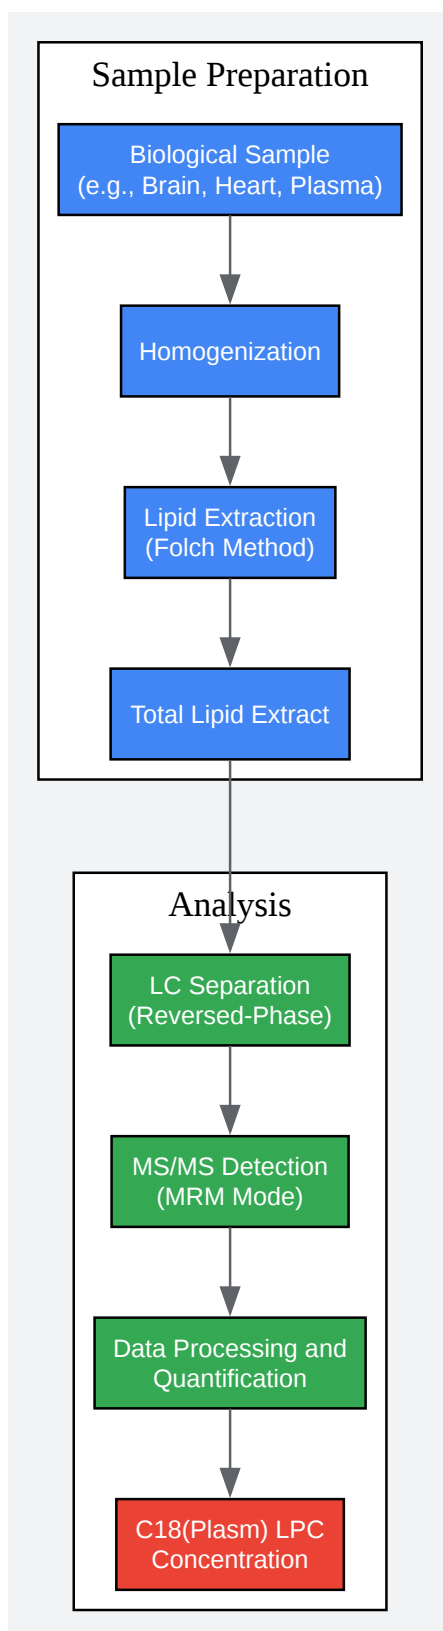 Sample Preparation
Biological Sample
(e.g., Brain, Heart, Plasma)
Homogenization
Lipid Extraction
(Folch Method)
Total Lipid Extract
Analysis
LC Separation
(Reversed-Phase)
MS/MS Detection
(MRM Mode)
Data Processing and
Quantification
C18(Plasm) LPC
Concentration